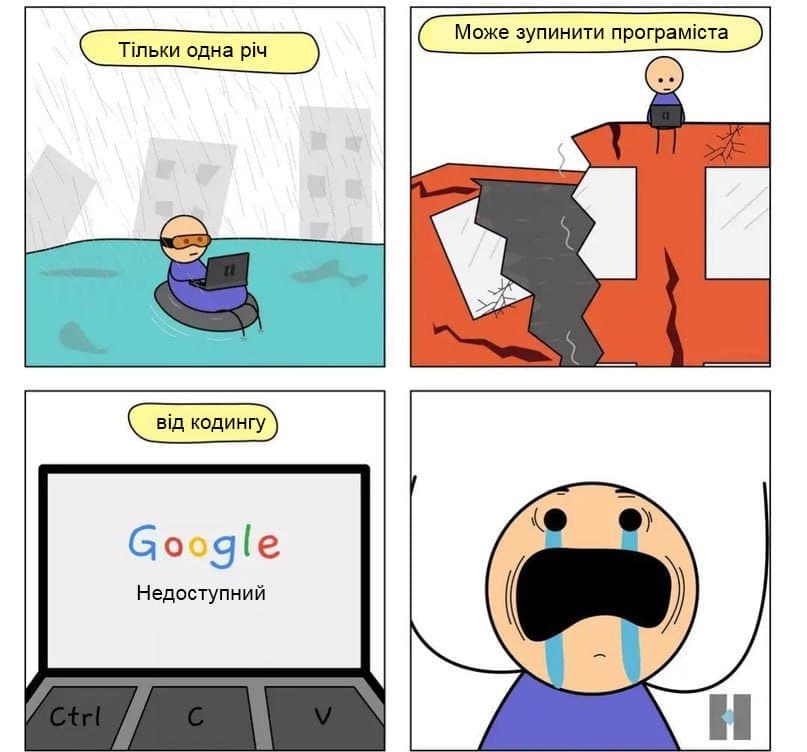 Тільки одна річ
Може зупинити програміста
від кодингу
Google
Недоступний
Ctrl C V